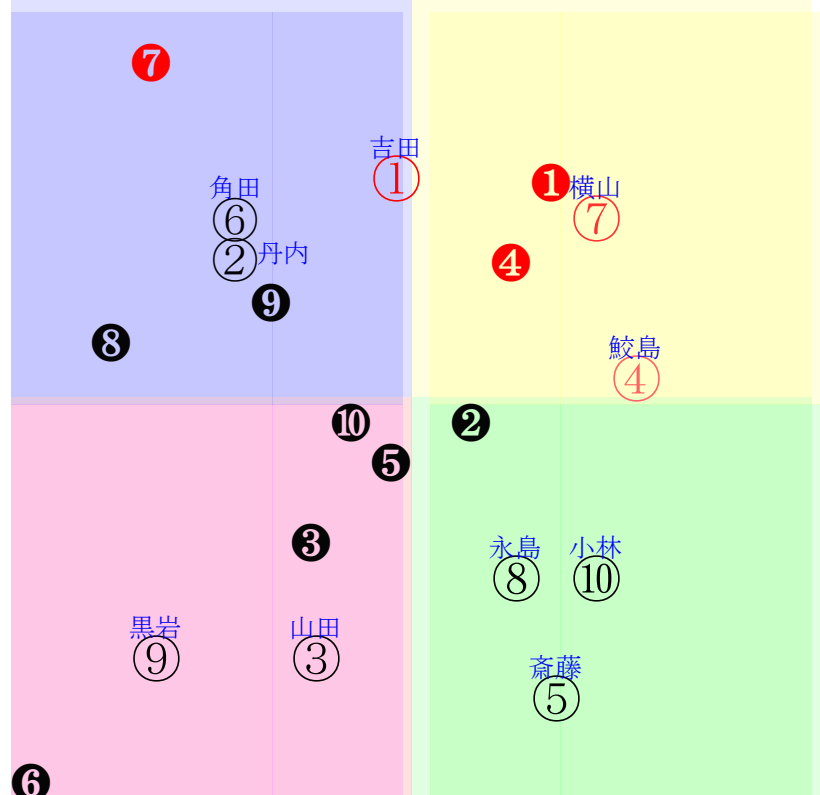 ❼
吉田
①
角田
❶
横山
⑥
⑦
②
丹内
❹
❾
❽
鮫島
④
❿
❷
❺
❸
永島
小林
⑧
⑩
黒岩
山田
⑨
③
斎藤
⑤
❻